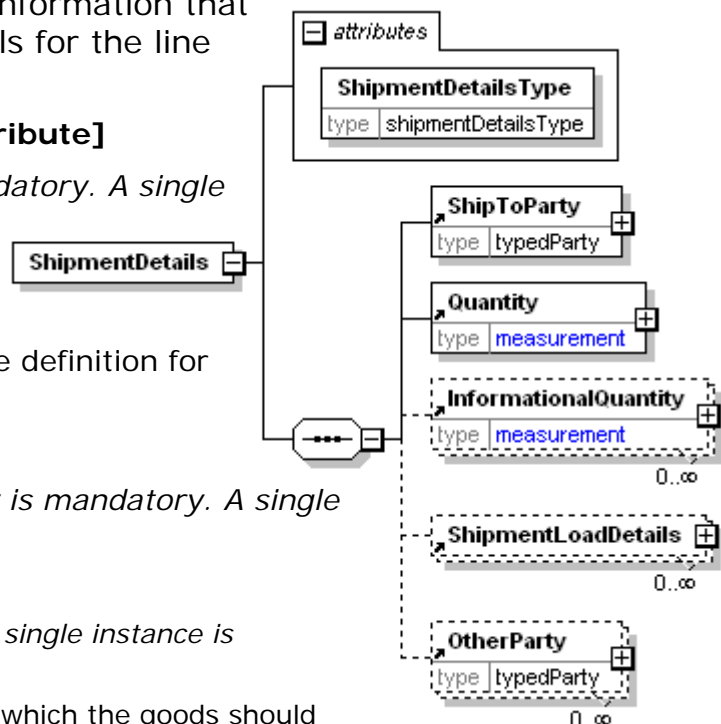 nformation that
ls for the line
ribute]
datory. A single
e definition for
is mandatory. A single
single instance is
which the goods should
attributes
ShipmentDetailsType
type shipmentDetailsType
ShipmentDetails
ShipToParty
type typedParty
Quantity
type measurement
InformationalQuantity
type measurement
0..∞
ShipmentLoadDetails
0..∞
OtherParty
type typedParty
0..∞